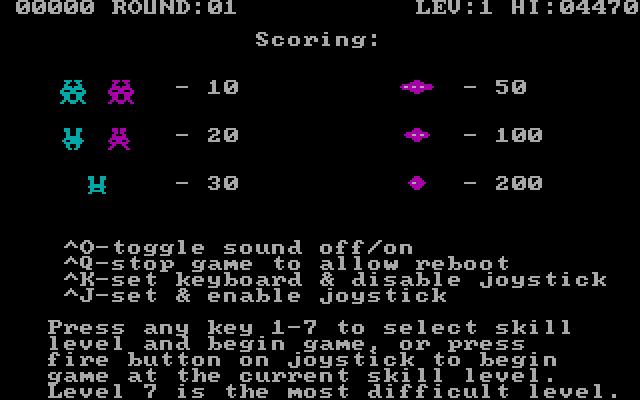 00000 ROUND:01 LEV:1 HI:04470
Scoring:
- 10 - 50
- 20 - 100
- 30 - 200
^O-toggle sound off/on
^Q-stop game to allow reboot
^K-set keyboard & disable joystick
^J-set & enable joystick
Press any key 1-7 to select skill
level and begin game, or press
fire button on joystick to begin
game at the current skill level.
Level 7 is the most difficult level.